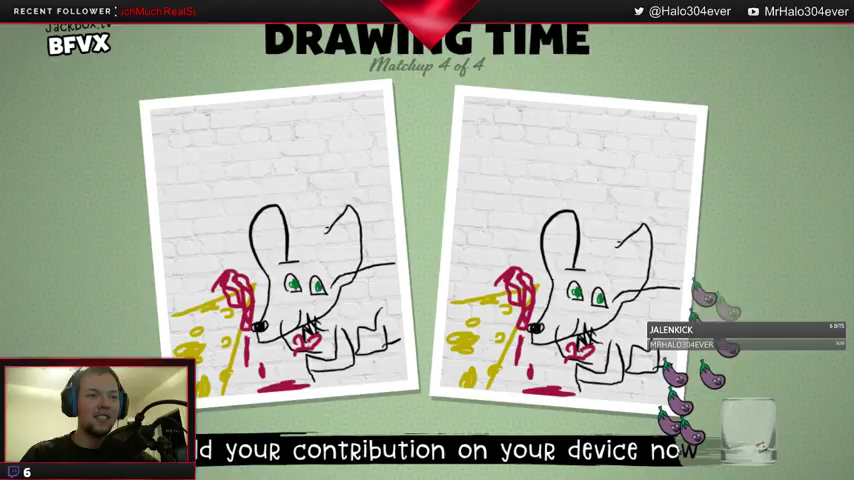 RECENT FOLLOWER
uchMuchRealSi
@Halo304ever
MrHalo304ever
jackbox.tv
BFVX
DRAWING TIME
Matchup 4 of 4
JALENKICK
6 BITS
MRHALO304EVER
d your contribution on your device now
6